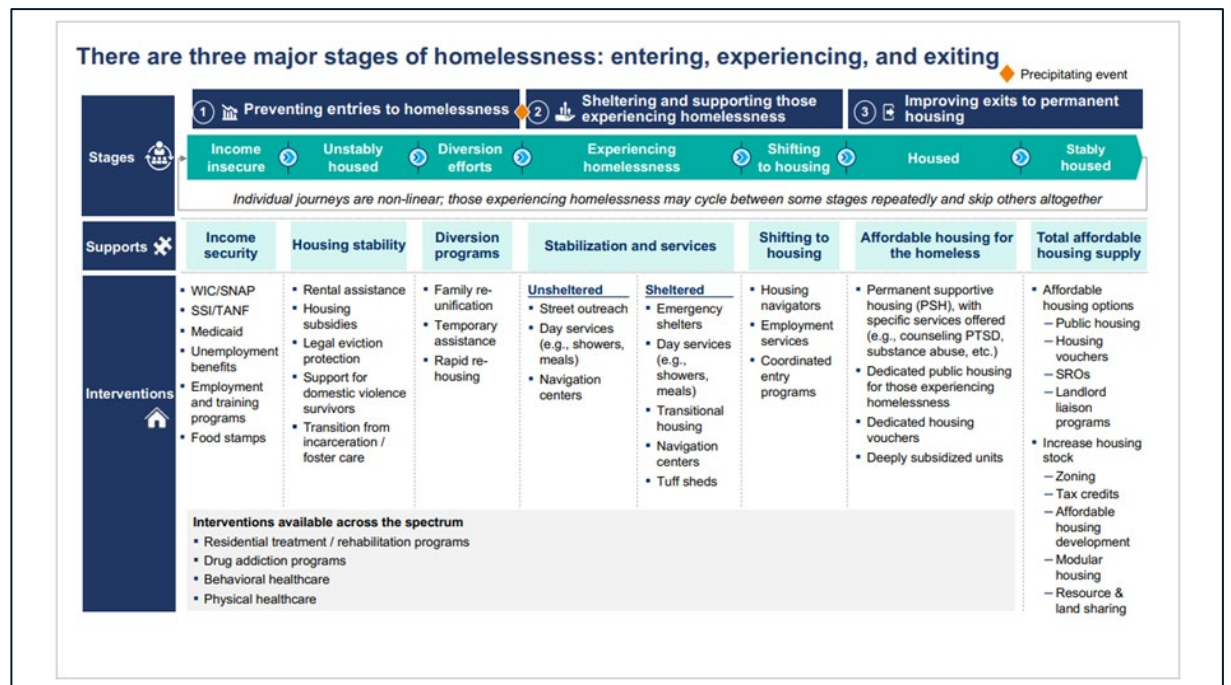 There are three major stages of homelessness: entering, experiencing, and exiting
Precipitating event
1 Preventing entries to homelessness
2 Sheltering and supporting those
experiencing homelessness
3 Improving exits to permanent
housing
Stages
Income
insecure
Unstably
housed
Diversion
efforts
Experiencing
homelessness
Shifting
to housing
Housed
Stably
housed
Individual journeys are non-linear; those experiencing homelessness may cycle between some stages repeatedly and skip others altogether
Supports
Income
security
Housing stability
Diversion
programs
Stabilization and services
Shifting to
housing
Affordable housing for
the homeless
Total affordable
housing supply
Interventions
▪ WIC/SNAP
▪ SSI/TANF
▪ Medicaid
▪ Unemployment
benefits
▪ Employment
and training
programs
▪ Food stamps
▪ Rental assistance
▪ Housing
subsidies
▪ Legal eviction
protection
▪ Support for
domestic violence
survivors
▪ Transition from
incarceration /
foster care
▪ Family re-
unification
▪ Temporary
assistance
▪ Rapid re-
housing
Unsheltered
▪ Street outreach
▪ Day services
(e.g., showers,
meals)
▪ Navigation
centers
Sheltered
▪ Emergency
shelters
▪ Day services
(e.g.,
showers,
meals)
▪ Transitional
housing
▪ Navigation
centers
▪ Tuff sheds
▪ Housing
navigators
▪ Employment
services
▪ Coordinated
entry
programs
▪ Permanent supportive
housing (PSH), with
specific services offered
(e.g., counseling PTSD,
substance abuse, etc.)
▪ Dedicated public housing
for those experiencing
homelessness
▪ Dedicated housing
vouchers
▪ Deeply subsidized units
▪ Affordable
housing options
– Public housing
– Housing
vouchers
– SROs
– Landlord
liaison
programs
▪ Increase housing
stock
– Zoning
– Tax credits
– Affordable
housing
development
– Modular
housing
– Resource &
land sharing
Interventions available across the spectrum
▪ Residential treatment / rehabilitation programs
▪ Drug addiction programs
▪ Behavioral healthcare
▪ Physical healthcare